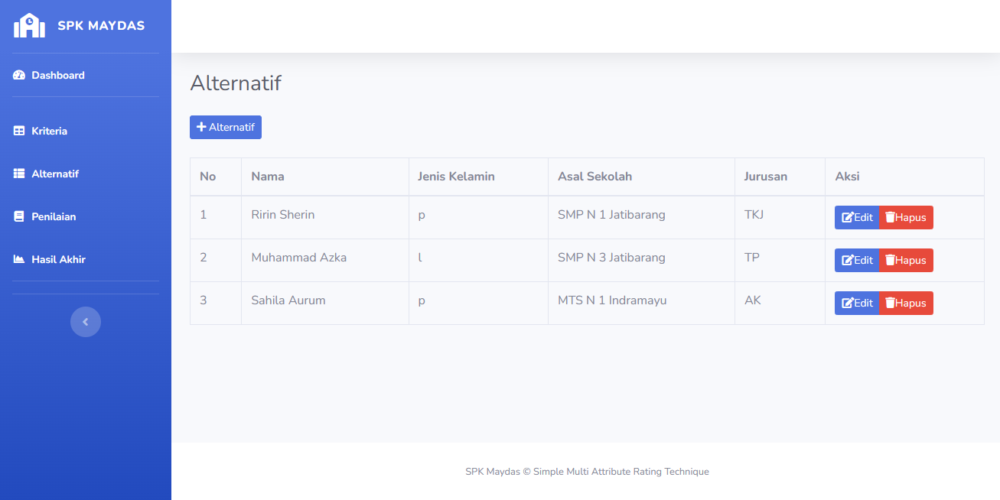 SPK MAYDAS
Dashboard
Kriteria
Alternatif
Penilaian
Hasil Akhir
Alternatif
Alternatif
No Nama Jenis Kelamin Asal Sekolah Jurusan Aksi
1 Ririn Sherin p SMP N 1 Jatibarang TKJ Edit Hapus
2 Muhammad Azka l SMP N 3 Jatibarang TP Edit Hapus
3 Sahila Aurum p MTS N 1 Indramayu AK Edit Hapus
SPK Maydas © Simple Multi Attribute Rating Technique